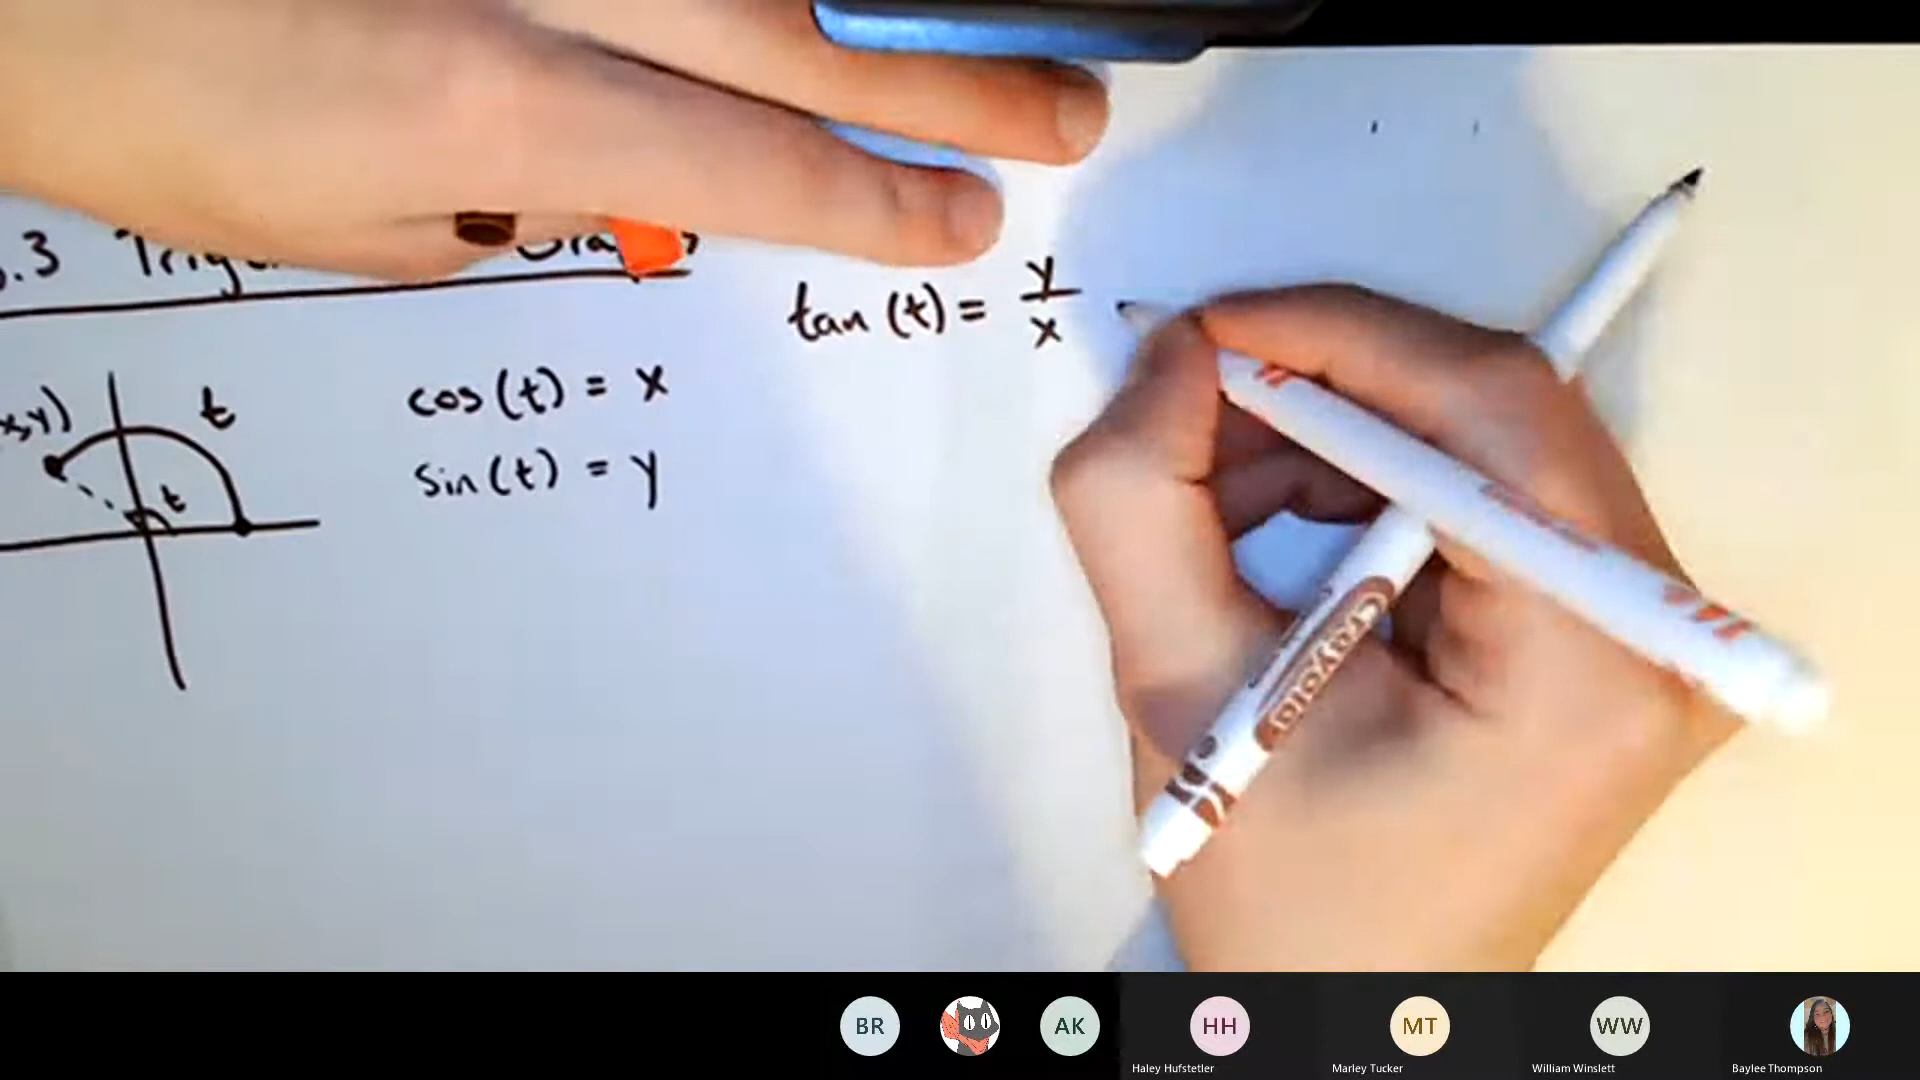 .3
tan (t) = y/x
x,y)
t
cos (t) = x
t
sin (t) = y
Crayola
BR
AK
HH
MT
WW
Haley Hufstetler
Marley Tucker
William Winslett
Baylee Thompson